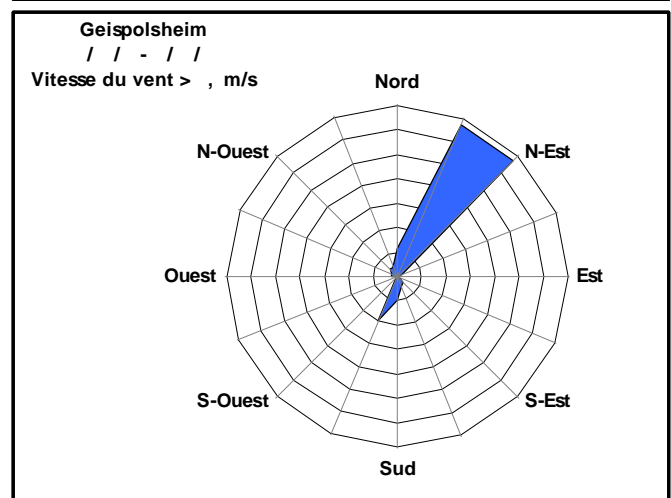 Geispolsheim
/ / - / /
Vitesse du vent > , m/s
Nord
N-Ouest
N-Est
Ouest
Est
S-Ouest
S-Est
Sud